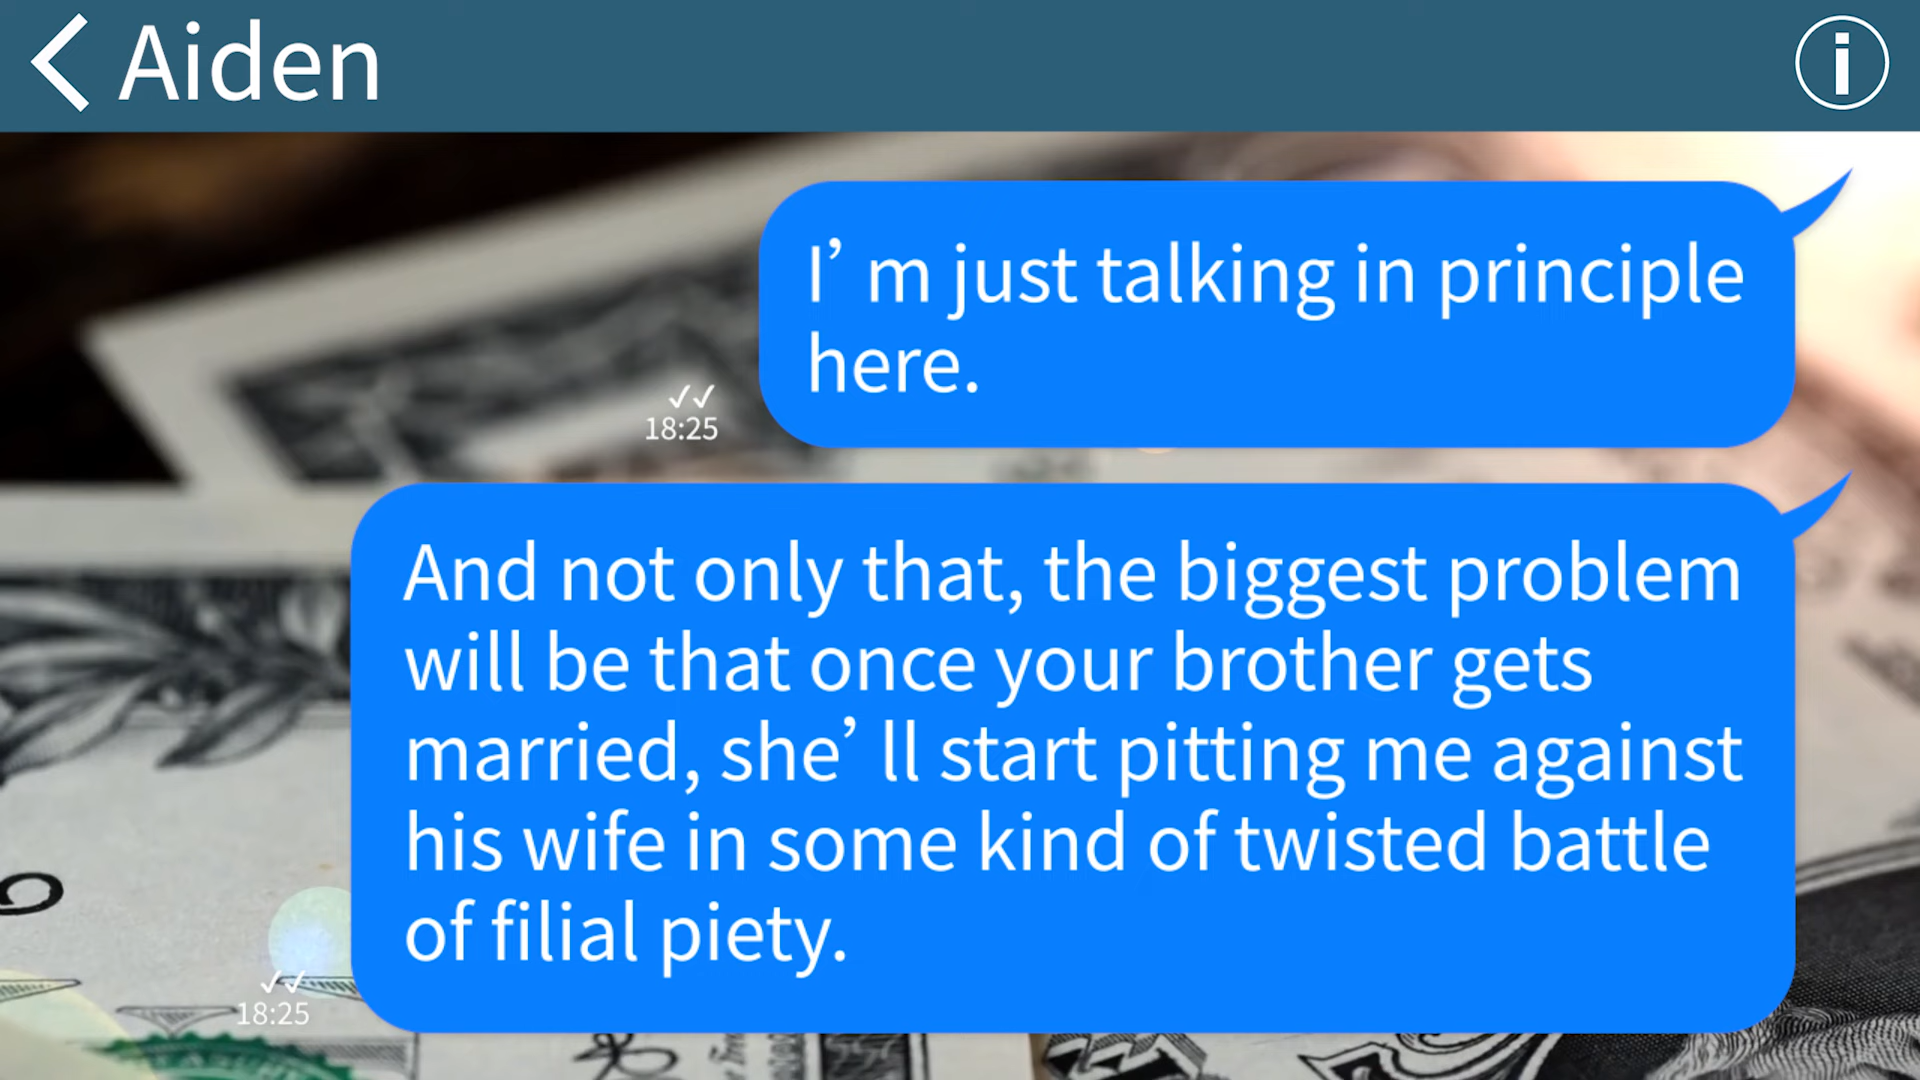 Aiden
I’m just talking in principle
here.
18:25
And not only that, the biggest problem
will be that once your brother gets
married, she’ll start pitting me against
his wife in some kind of twisted battle
of filial piety.
18:25